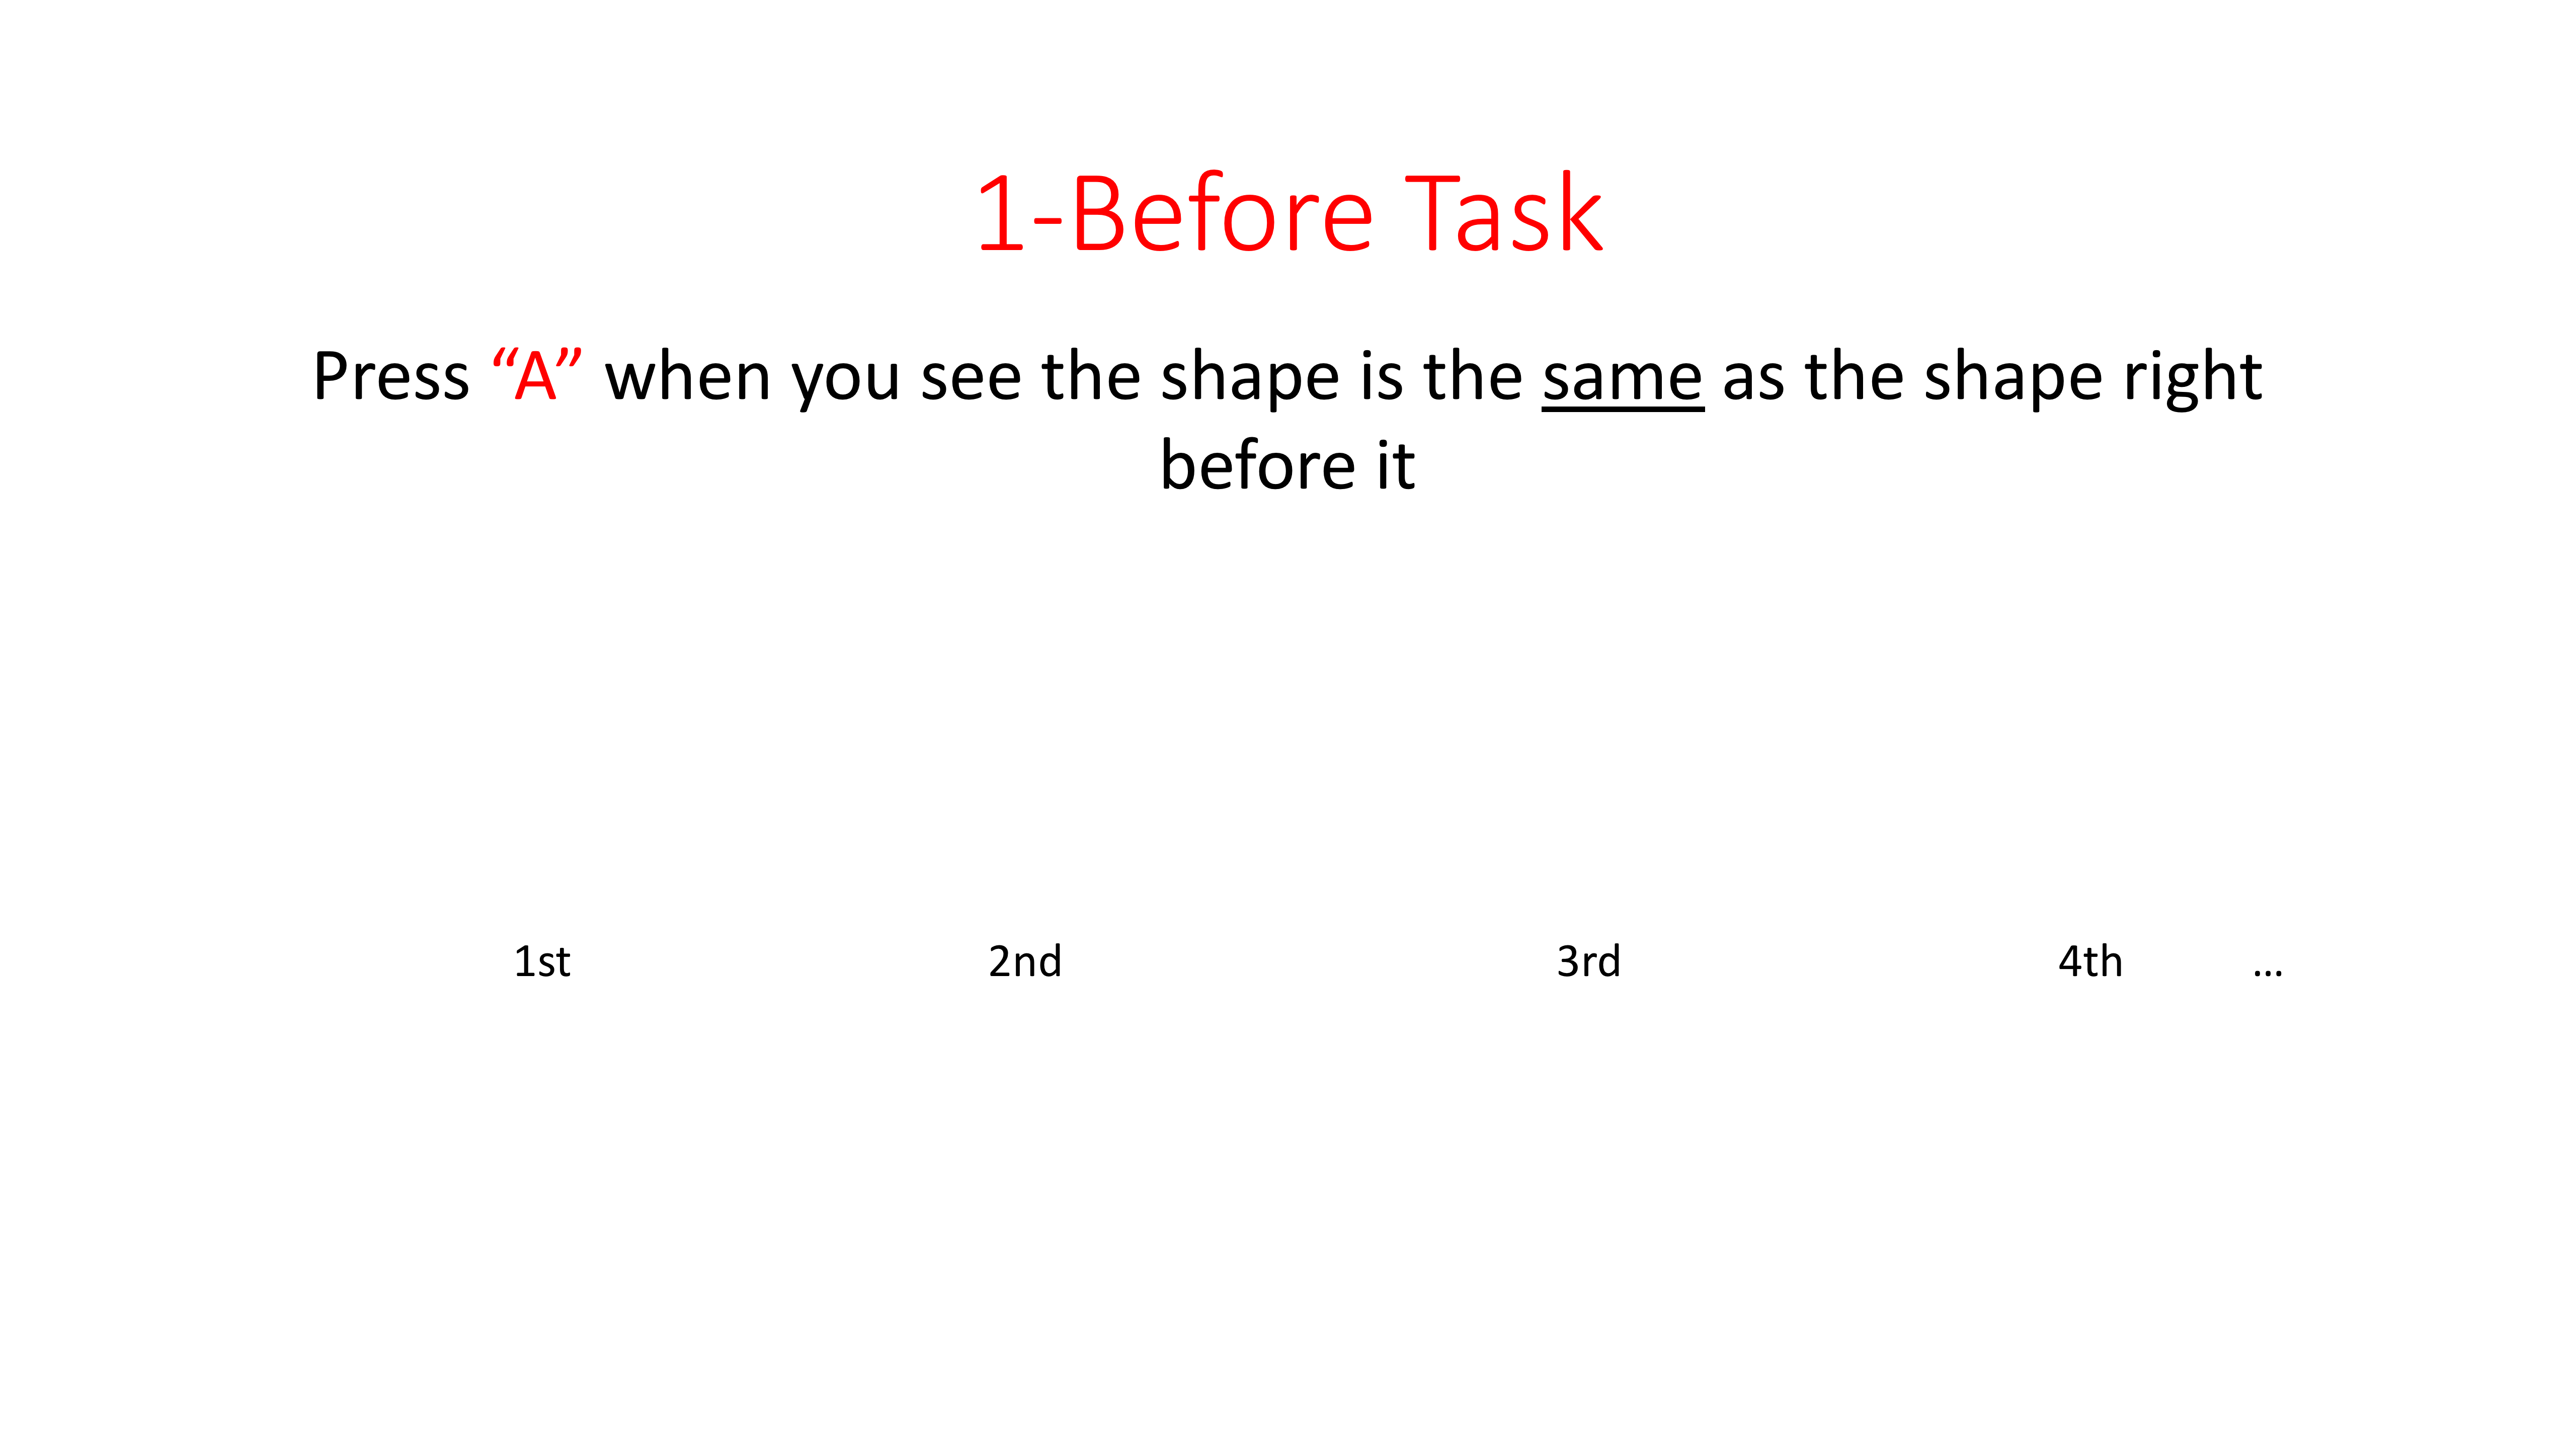 1-Before Task
Press “A” when you see the shape is the same as the shape right
before it
1st 2nd 3rd 4th ...